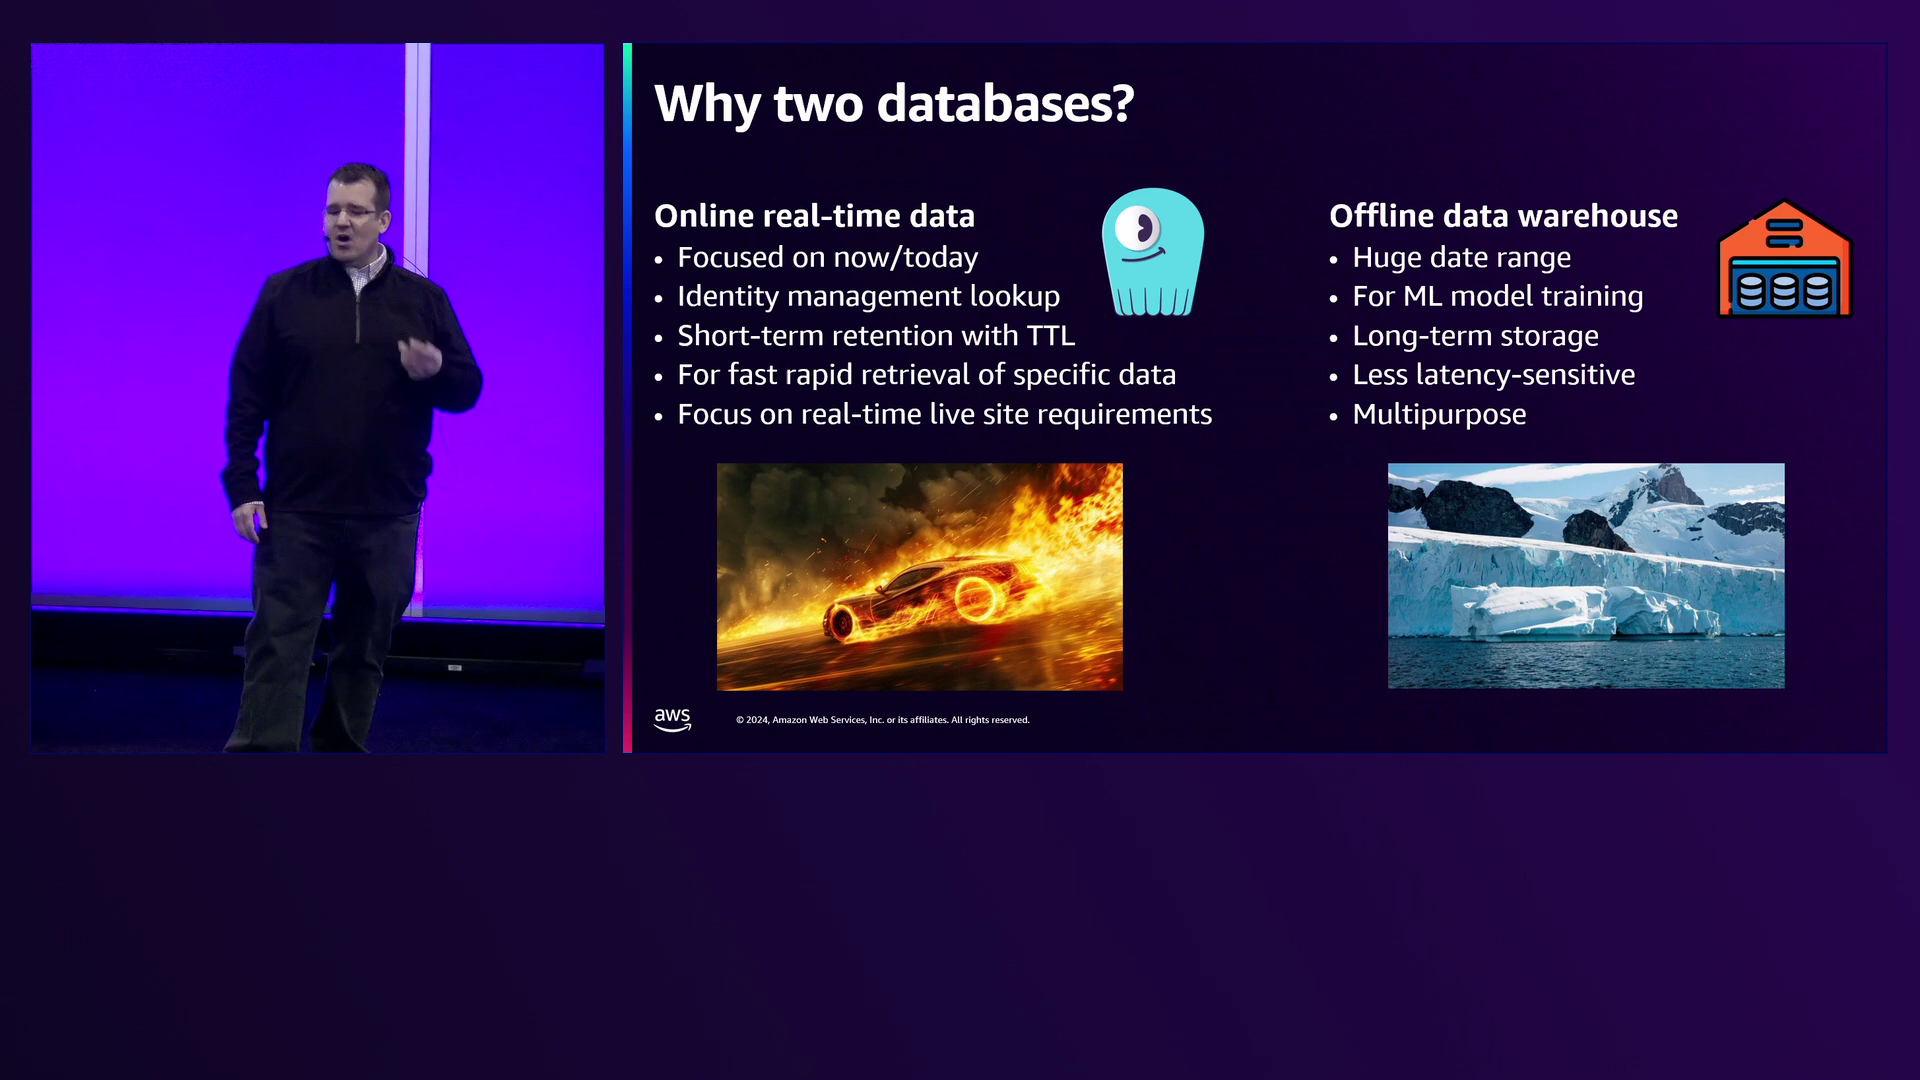 Why two databases?
Online real-time data
• Focused on now/today
• Identity management lookup
• Short-term retention with TTL
• For fast rapid retrieval of specific data
• Focus on real-time live site requirements
Offline data warehouse
• Huge date range
• For ML model training
• Long-term storage
• Less latency-sensitive
• Multipurpose
aws
© 2024, Amazon Web Services, Inc. or its affiliates. All rights reserved.